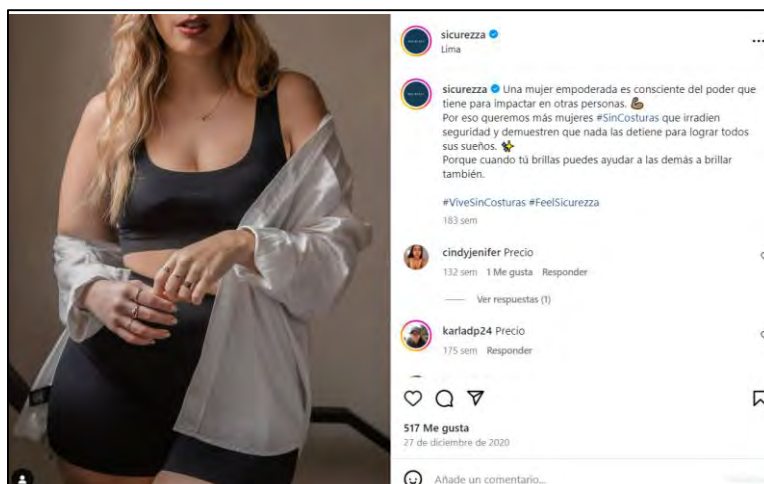 sicurezza
Lima
sicurezza Una mujer empoderada es consciente del poder que
tiene para impactar en otras personas. 💪🏾
Por eso queremos más mujeres #SinCosturas que irradien
seguridad y demuestren que nada las detiene para lograr todos
sus sueños. 💫
Porque cuando tú brillas puedes ayudar a las demás a brillar
también.
#ViveSinCosturas #FeelSicurezza
183 sem
cindyjenifer Precio
132 sem 1 Me gusta Responder
Ver respuestas (1)
karladp24 Precio
175 sem Responder
517 Me gusta
27 de diciembre de 2020
Añade un comentario...